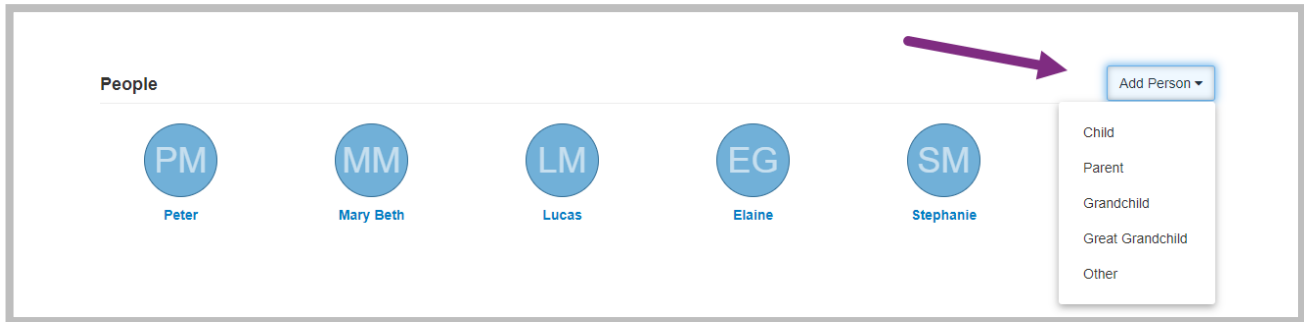 People
Add Person
PM
MM
LM
EG
SM
Peter
Mary Beth
Lucas
Elaine
Stephanie
Child
Parent
Grandchild
Great Grandchild
Other